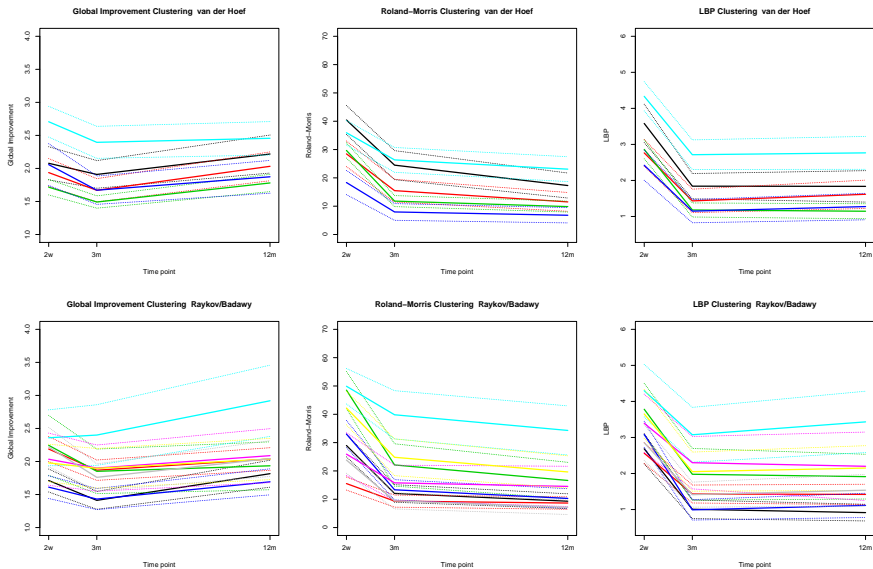 Global Improvement Clustering van der Hoef
Global Improvement
4.0
3.5
3.0
2.5
2.0
1.5
1.0
2w 3m 12m
Time point
Roland−Morris Clustering van der Hoef
Roland−Morris
70
60
50
40
30
20
10
0
2w 3m 12m
Time point
LBP Clustering van der Hoef
LBP
6
5
4
3
2
1
2w 3m 12m
Time point
Global Improvement Clustering Raykov/Badawy
Global Improvement
4.0
3.5
3.0
2.5
2.0
1.5
1.0
2w 3m 12m
Time point
Roland−Morris Clustering Raykov/Badawy
Roland−Morris
70
60
50
40
30
20
10
0
2w 3m 12m
Time point
LBP Clustering Raykov/Badawy
LBP
6
5
4
3
2
1
2w 3m 12m
Time point